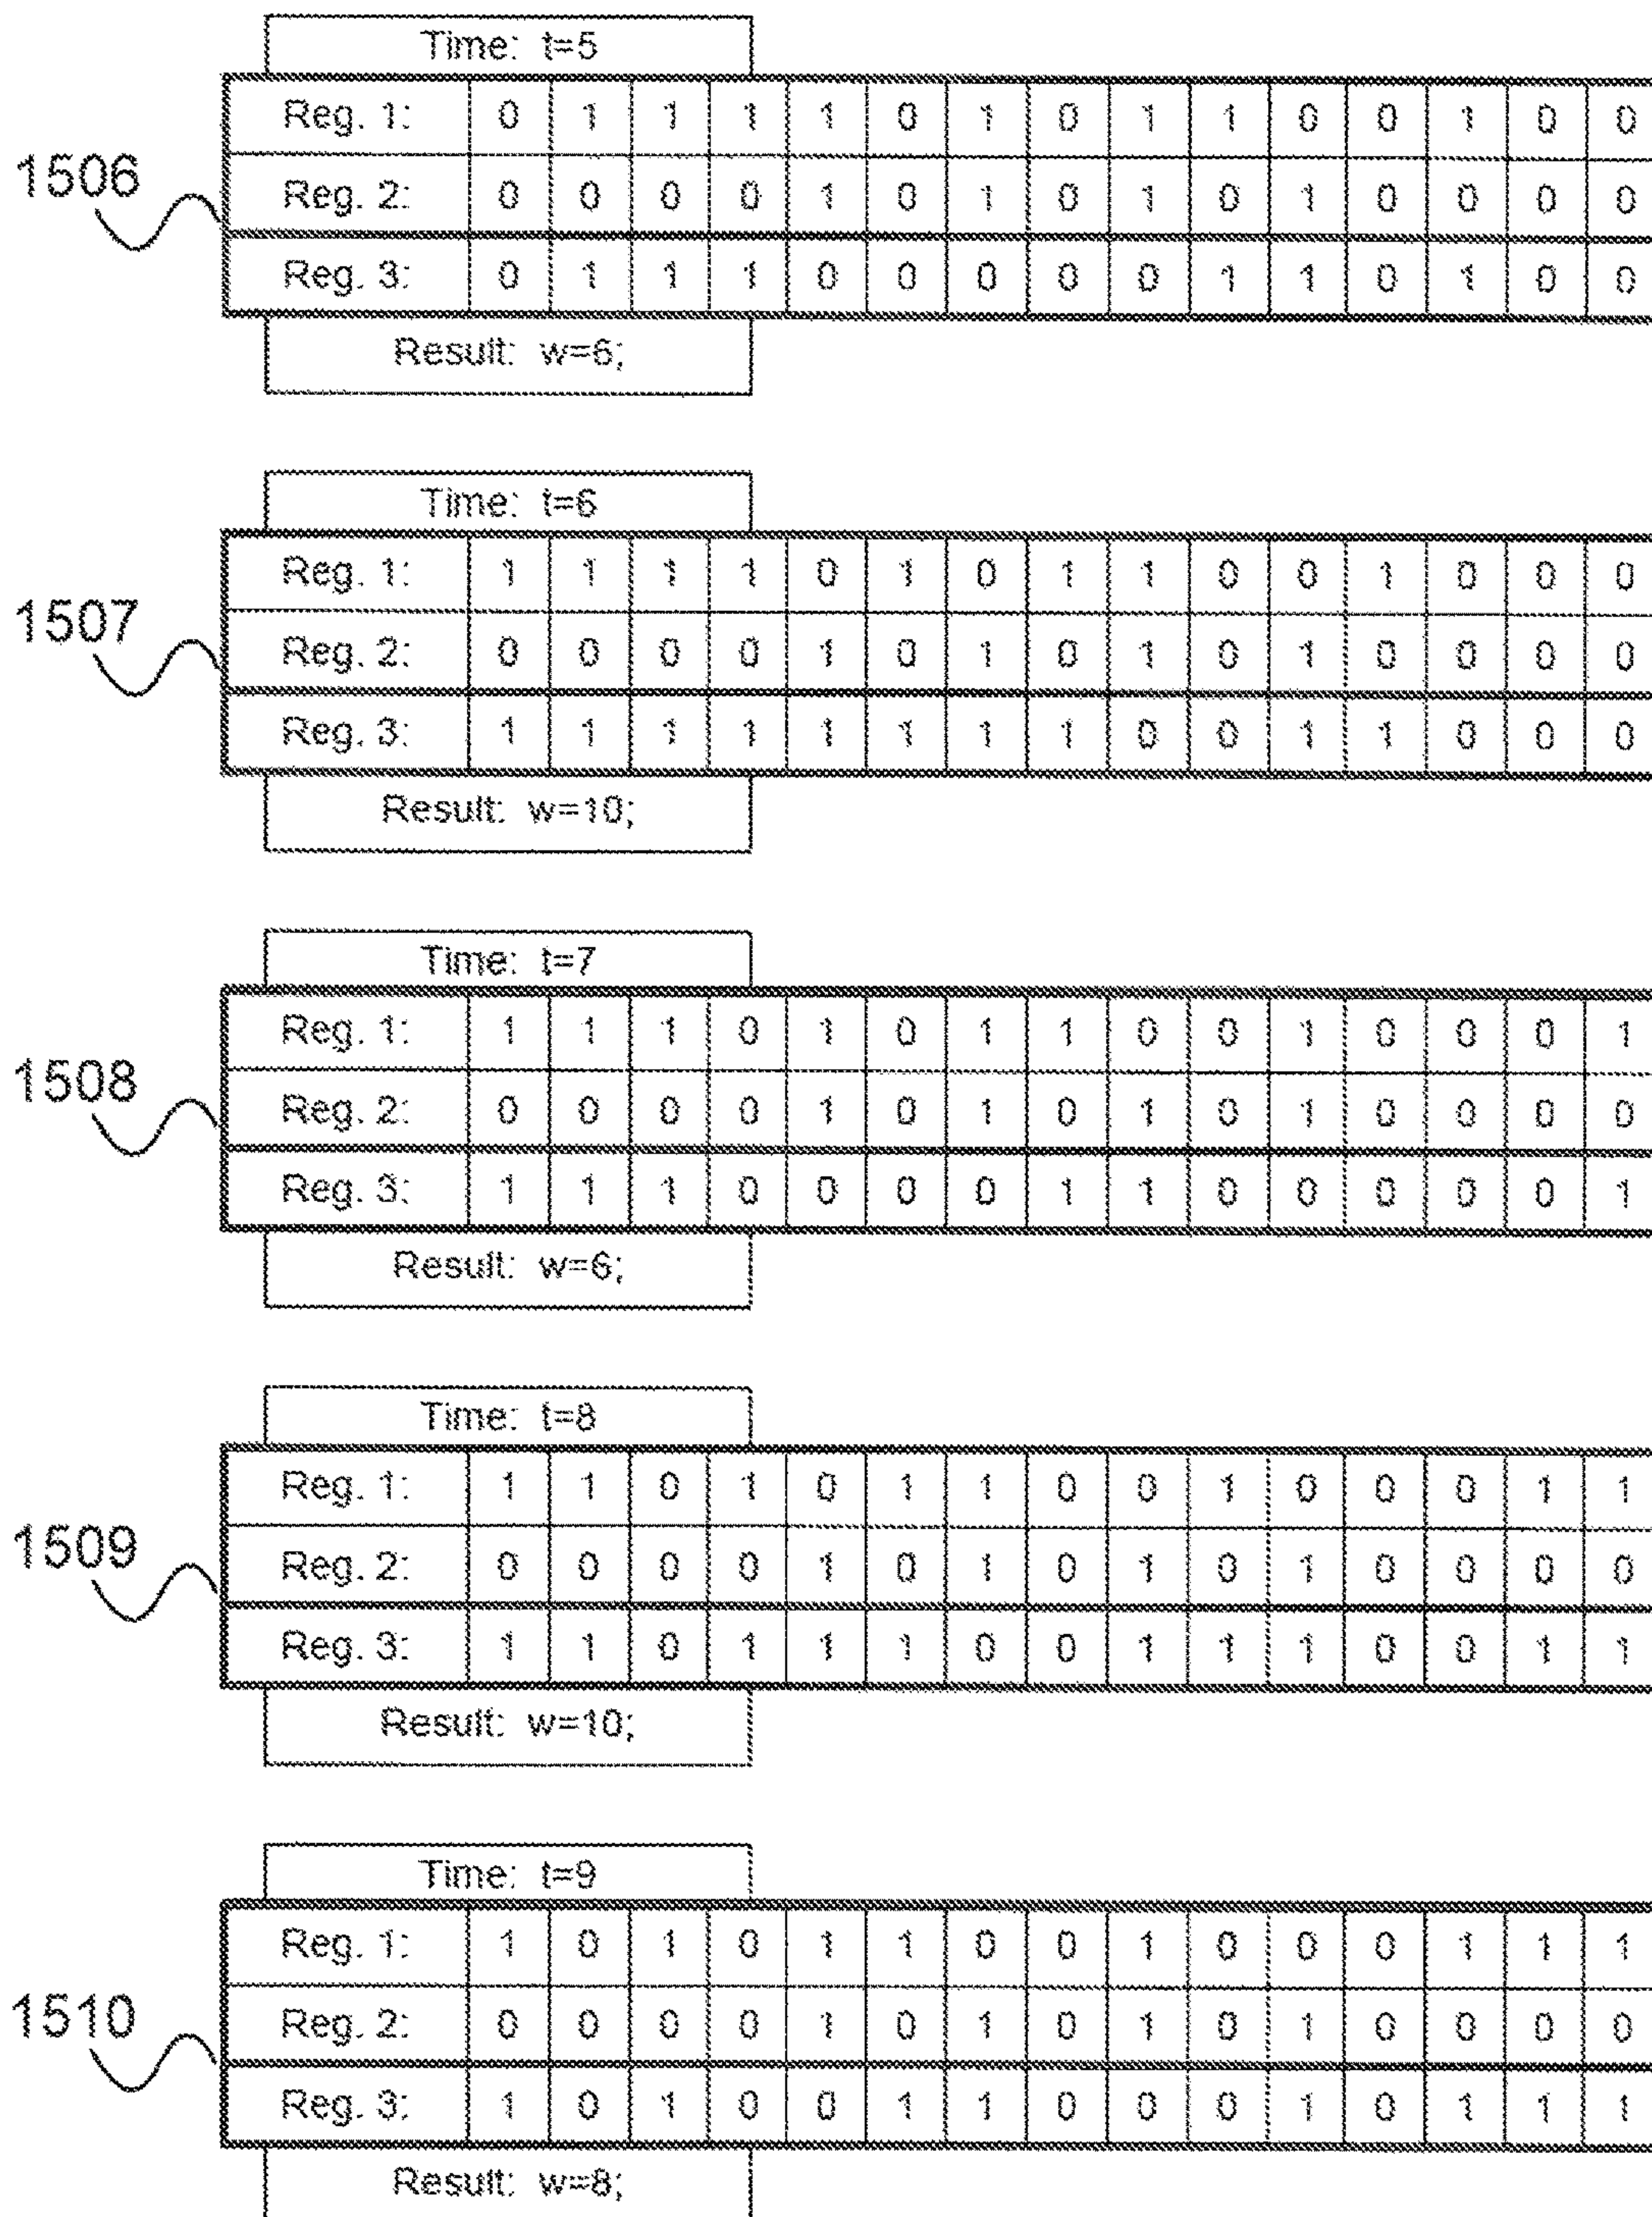 Time: t=5
Reg. 1: 0 1 1 1 1 0 1 0 1 1 0 0 1 0 0
1506
Reg. 2: 0 0 0 0 1 0 1 0 1 0 1 0 0 0 0
Reg. 3: 0 1 1 1 0 0 0 0 0 1 1 0 1 0 0
Result: w=6;
Time: t=6
Reg. 1: 1 1 1 1 0 1 0 1 1 0 0 1 0 0 0
1507
Reg. 2: 0 0 0 0 1 0 1 0 1 0 1 0 0 0 0
Reg. 3: 1 1 1 1 1 1 1 1 0 0 1 1 0 0 0
Result: w=10;
Time: t=7
Reg. 1: 1 1 1 0 1 0 1 1 0 0 1 0 0 0 1
1508
Reg. 2: 0 0 0 0 1 0 1 0 1 0 1 0 0 0 0
Reg. 3: 1 1 1 0 0 0 0 1 1 0 0 0 0 0 1
Result: w=6;
Time: t=8
Reg. 1: 1 1 0 1 0 1 1 0 0 1 0 0 0 1 1
1509
Reg. 2: 0 0 0 0 1 0 1 0 1 0 1 0 0 0 0
Reg. 3: 1 1 0 1 1 1 0 0 1 1 1 0 0 1 1
Result: w=10;
Time: t=9
Reg. 1: 1 0 1 0 1 1 0 0 1 0 0 0 1 1 1
1510
Reg. 2: 0 0 0 0 1 0 1 0 1 0 1 0 0 0 0
Reg. 3: 1 0 1 0 0 1 1 0 0 0 1 0 1 1 1
Result: w=8;